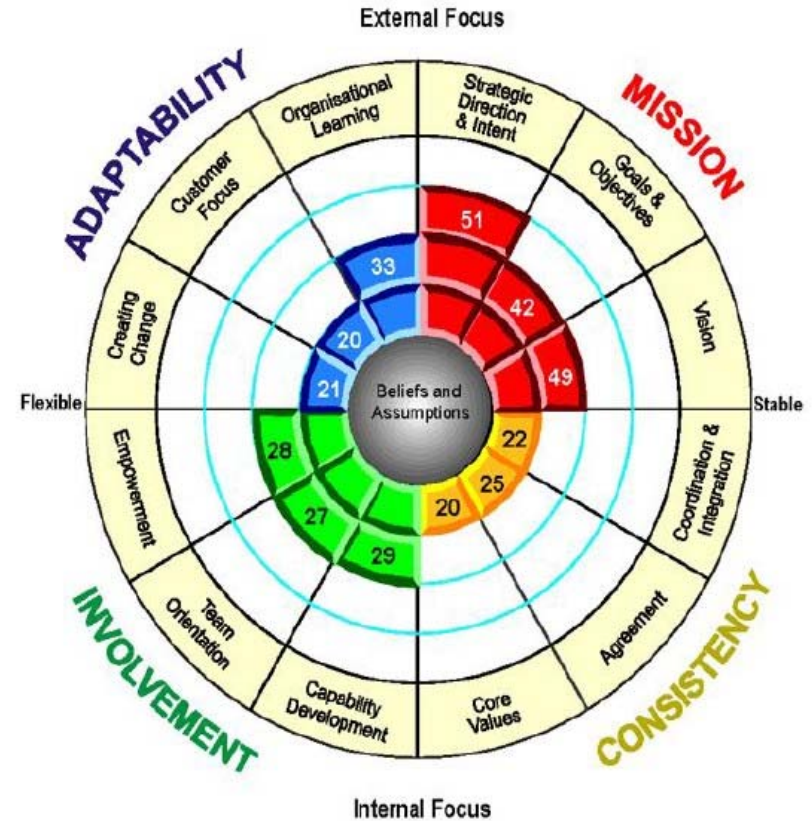 External Focus
ADAPTABILITY
MISSION
Organisational
Learning
Strategic
Direction
& Intent
Customer
Focus
Goals &
Objectives
Creating
Change
Vision
51
33
42
20
49
21
Beliefs and
Assumptions
Flexible
Stable
28
22
27
25
29
20
Empowerment
Coordination &
Integration
Team
Orientation
Agreement
Capability
Development
Core
Values
INVOLVEMENT
CONSISTENCY
Internal Focus